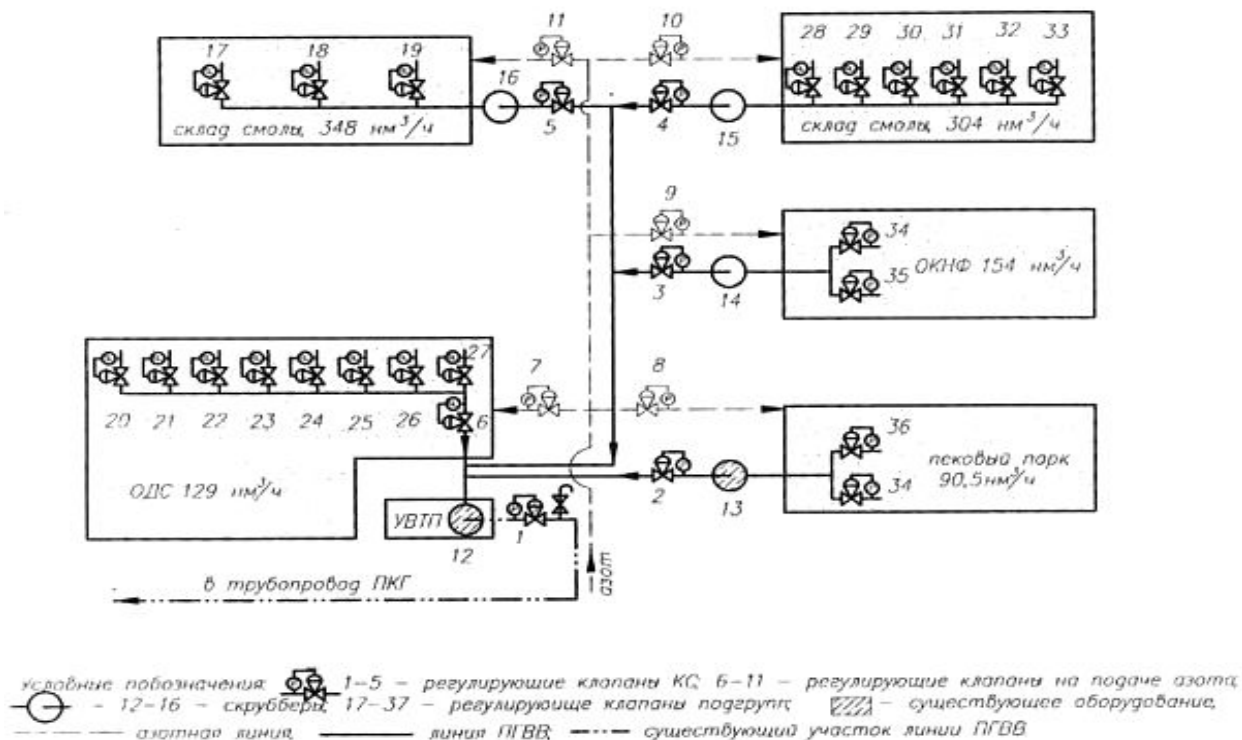 11 10
17 18 19 28 29 30 31 32 33
16
5 4 15
склад смолы, 348 нм³/ч
склад смолы, 304 нм³/ч
9
34
35
ОКНФ 154 нм³/ч
3 14
27
7 8
20 21 22 23 24 25 26 6
36
пековый парк
90,5нм³/ч
34
ОДС 129 нм³/ч
2 13
УВТП
12 1
азот
в трубопровод ПКГ
Условные побозначения: 1-5 - регулирующие клапаны КС; 6-11 - регулирующие клапаны на подаче азота;
- 12-16 - скрубберы; 17-37 - регулируюище клапаны подгрупп; - существующее оборудование,
азотная линия, линия ПГВВ; - существующий участок линии ПГВВ